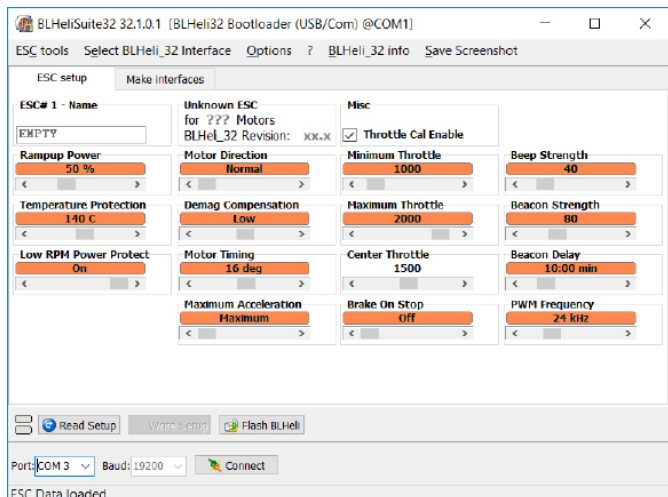 BLHeliSuite32 32.1.0.1 [BLHeli32 Bootloader (USB/Com) @COM1]
ESC tools Select BLHeli_32 Interface Options ? BLHeli_32 info Save Screenshot
ESC setup Make interfaces
ESC# 1 - Name
EMPTY
Unknown ESC
for ??? Motors
BLHeli_32 Revision: xx.x
Misc
Throttle Cal Enable
Rampup Power
50 %
Motor Direction
Normal
Minimum Throttle
1000
Beep Strength
40
Temperature Protection
140 C
Demag Compensation
Low
Maximum Throttle
2000
Beacon Strength
80
Low RPM Power Protect
On
Motor Timing
16 deg
Center Throttle
1500
Beacon Delay
10:00 min
Maximum Acceleration
Maximum
Brake On Stop
Off
PWM Frequency
24 kHz
Read Setup Write Setup Flash BLHeli
Port: COM 3 Baud: 19200 Connect
ESC Data loaded